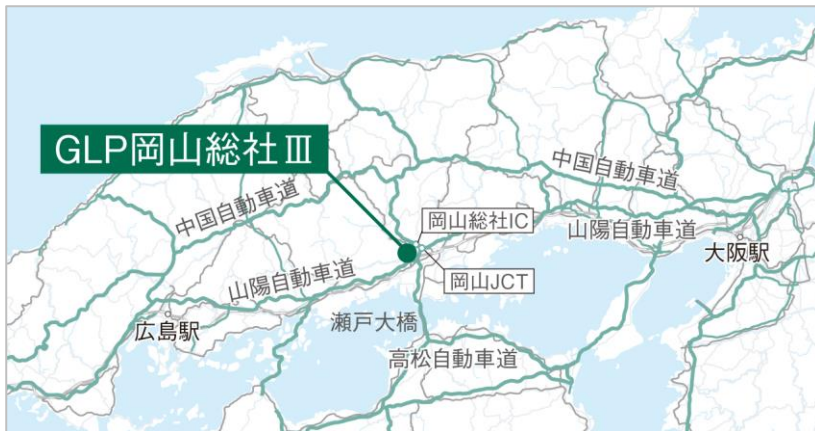 GLP岡山総社Ⅲ
中国自動車道
中国自動車道
岡山総社IC
山陽自動車道
大阪駅
山陽自動車道
岡山JCT
広島駅
瀬戸大橋
高松自動車道